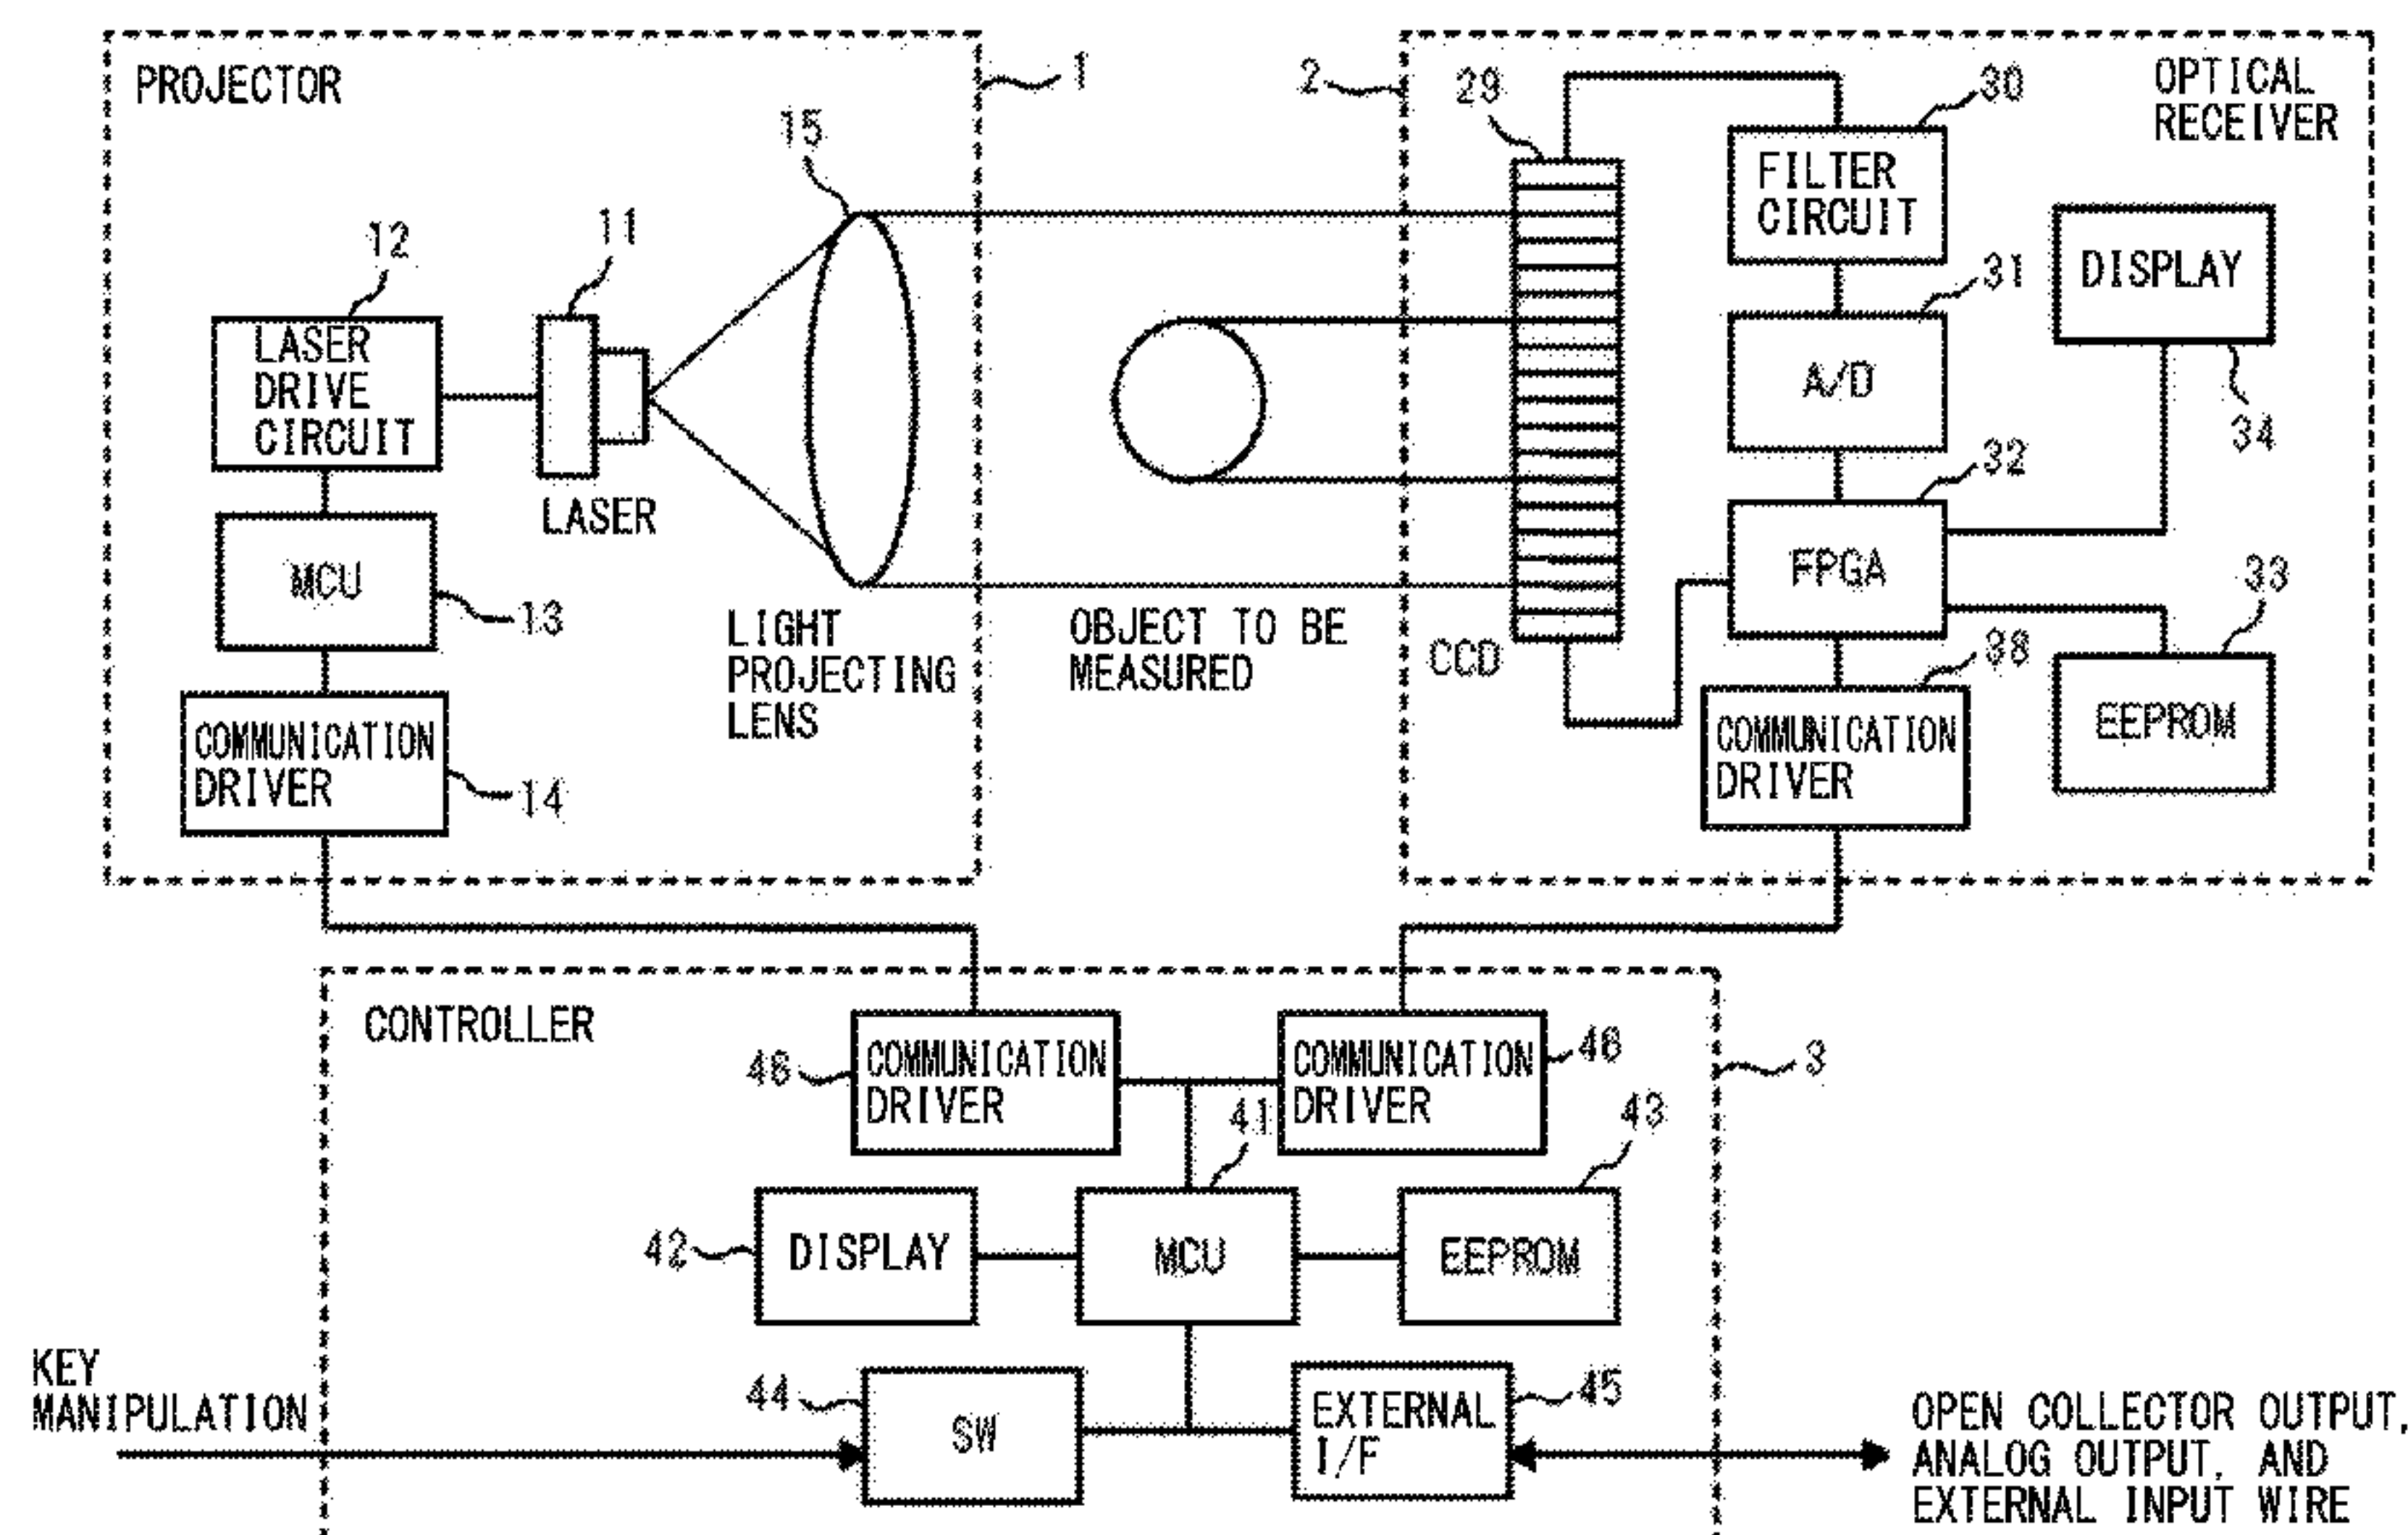 PROJECTOR
1
15
12
11
LASER
DRIVE
CIRCUIT
LASER
MCU
13
LIGHT
PROJECTING
LENS
COMMUNICATION
DRIVER
14
OBJECT TO BE
MEASURED
2
29
30
OPTICAL
RECEIVER
FILTER
CIRCUIT
31
DISPLAY
A/D
34
32
FPGA
33
CCD
38
COMMUNICATION
DRIVER
EEPROM
CONTROLLER
46
COMMUNICATION
DRIVER
COMMUNICATION
DRIVER
46
3
41
43
42
DISPLAY
MCU
EEPROM
KEY
MANIPULATION
44
SW
EXTERNAL
I/F
45
OPEN COLLECTOR OUTPUT,
ANALOG OUTPUT, AND
EXTERNAL INPUT WIRE